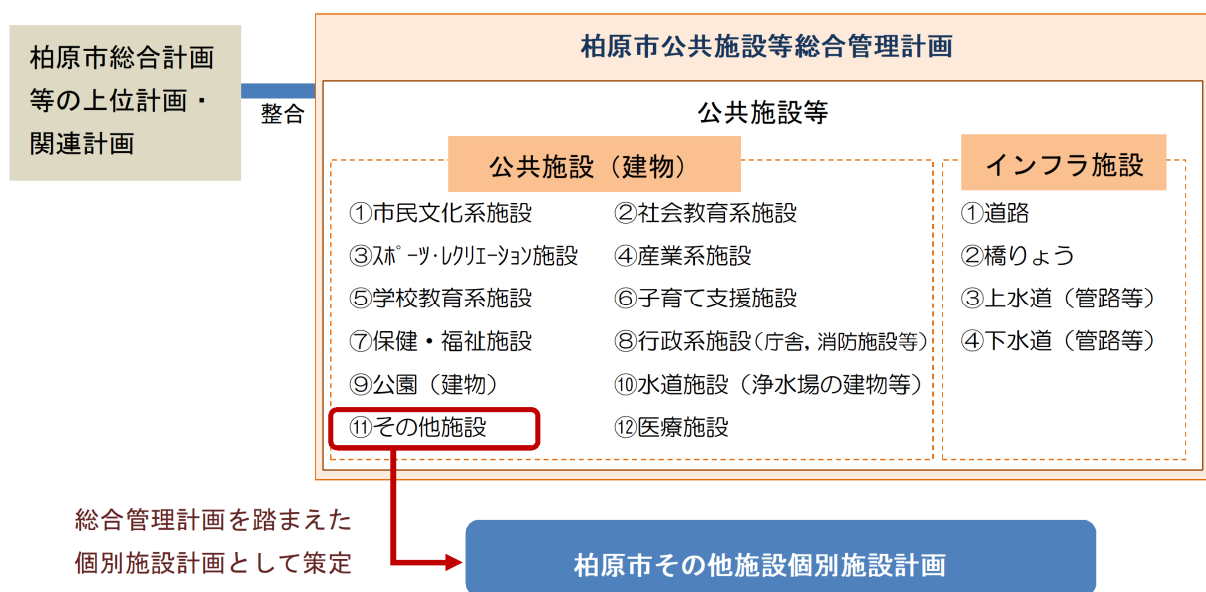 柏原市総合計画
等の上位計画・
関連計画
整合
柏原市公共施設等総合管理計画
公共施設等
公共施設（建物）
①市民文化系施設 ②社会教育系施設
③ｽﾎﾟｰﾂ･ﾚｸﾘｴｰｼｮﾝ施設 ④産業系施設
⑤学校教育系施設 ⑥子育て支援施設
⑦保健・福祉施設 ⑧行政系施設(庁舎,消防施設等)
⑨公園（建物） ⑩水道施設（浄水場の建物等）
⑪その他施設 ⑫医療施設
インフラ施設
①道路
②橋りょう
③上水道（管路等）
④下水道（管路等）
総合管理計画を踏まえた
個別施設計画として策定
柏原市その他施設個別施設計画